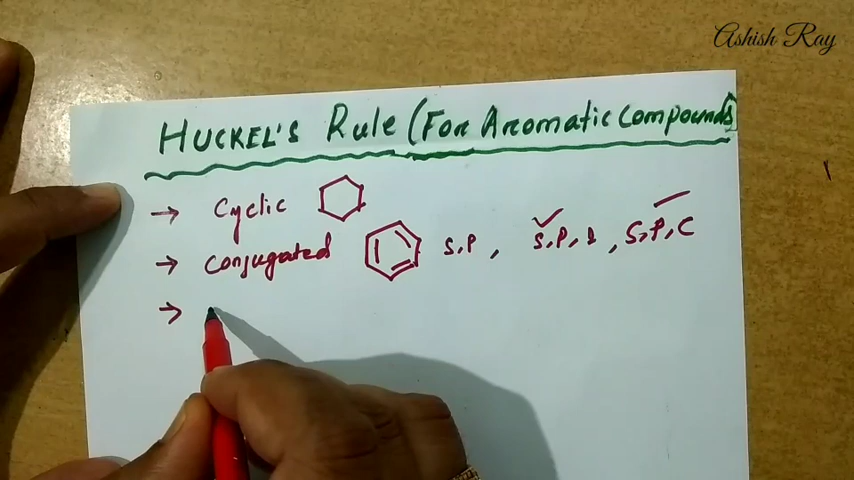 Ashish Ray
HUCKEL'S Rule (For Aromatic Compounds)
→ Cyclic
→ Conjugated S,P, S,P,S, S,P,C
→